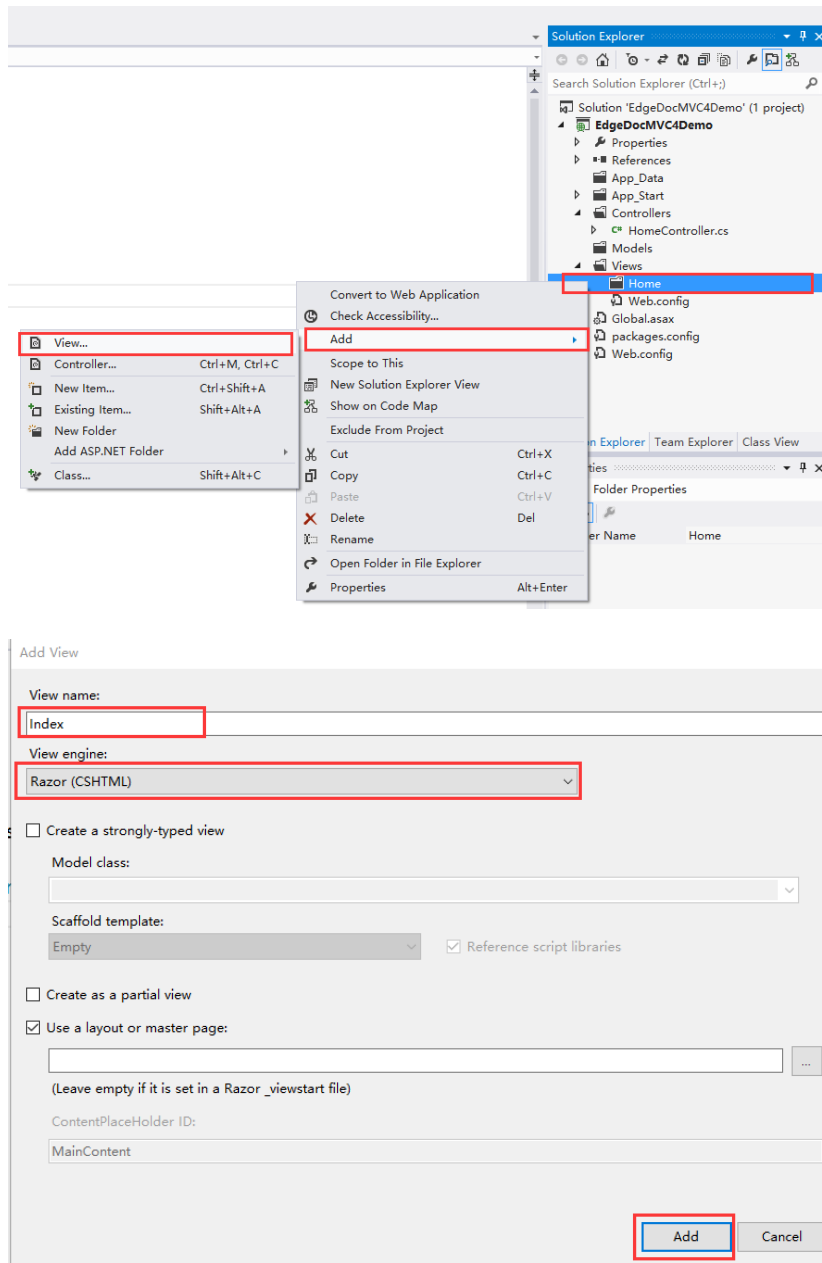 Solution Explorer
Search Solution Explorer (Ctrl+;)
Solution 'EdgeDocMVC4Demo' (1 project)
EdgeDocMVC4Demo
Properties
References
App_Data
App_Start
Controllers
C# HomeController.cs
Models
Views
Home
Web.config
Global.asax
packages.config
Web.config
Convert to Web Application
Check Accessibility...
Add
Scope to This
New Solution Explorer View
Show on Code Map
Exclude From Project
Cut Ctrl+X
Copy Ctrl+C
Paste Ctrl+V
Delete Del
Rename
Open Folder in File Explorer
Properties Alt+Enter
View...
Controller... Ctrl+M, Ctrl+C
New Item... Ctrl+Shift+A
Existing Item... Shift+Alt+A
New Folder
Add ASP.NET Folder
Class... Shift+Alt+C
n Explorer Team Explorer Class View
ties
Folder Properties
er Name Home
Add View
View name:
Index
View engine:
Razor (CSHTML)
Create a strongly-typed view
Model class:
Scaffold template:
Empty Reference script libraries
Create as a partial view
Use a layout or master page:
...
(Leave empty if it is set in a Razor _viewstart file)
ContentPlaceHolder ID:
MainContent
Add Cancel